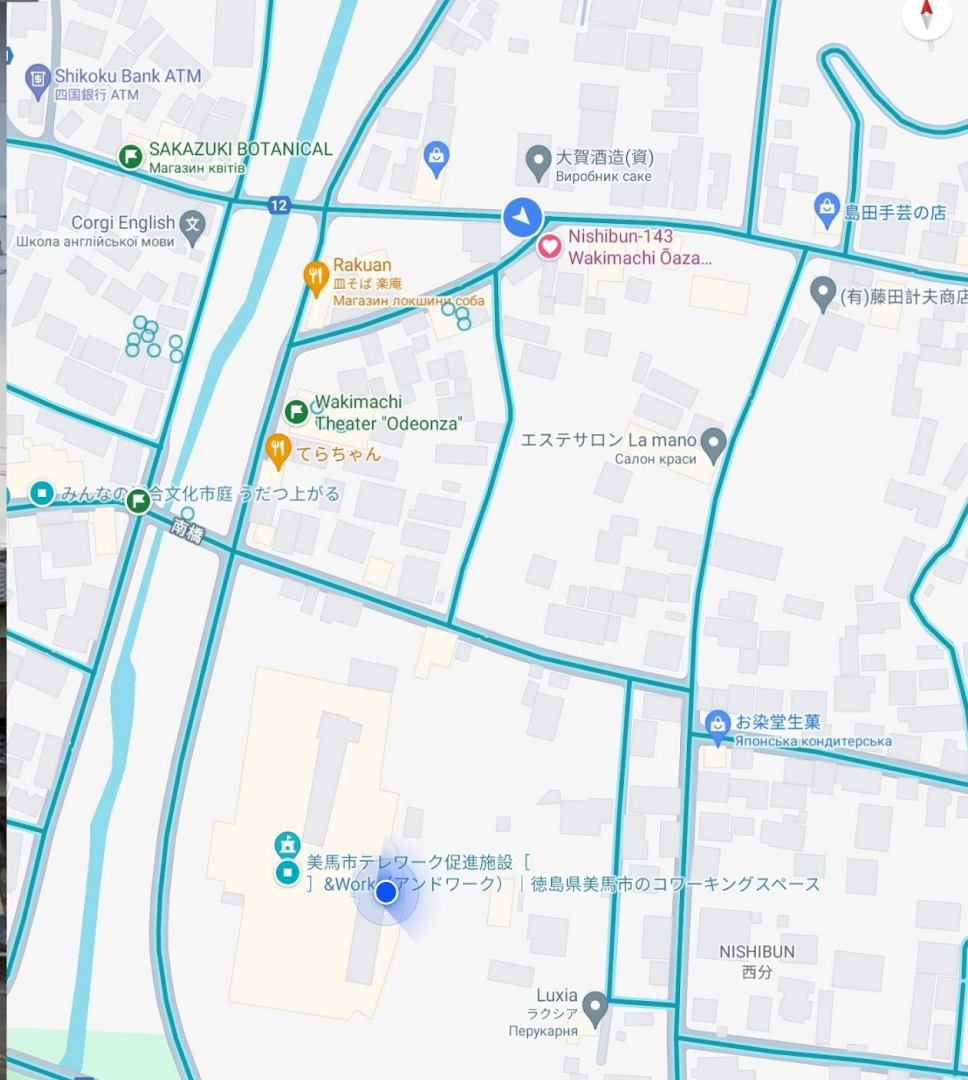 Shikoku Bank ATM
四国銀行 ATM
SAKAZUKI BOTANICAL
Магазин квітів
大賀酒造(資)
Виробник саке
12
島田手芸の店
Corgi English
Школа англійської мови
Nishibun-143
Wakimachi Ōaza...
Rakuan
皿そば 楽庵
Магазин локшини соба
(有)藤田計夫商店
Wakimachi
Theater "Odeonza"
てらちゃん
エステサロン La mano
Салон краси
みんなの 合文化市庭 うだつ上がる
南橋
お染堂生菓
Японська кондитерська
美馬市テレワーク促進施設［
］&Work（アンドワーク）｜徳島県美馬市のコワーキングスペース
NISHIBUN
西分
Luxia
ラクシア
Перукарня